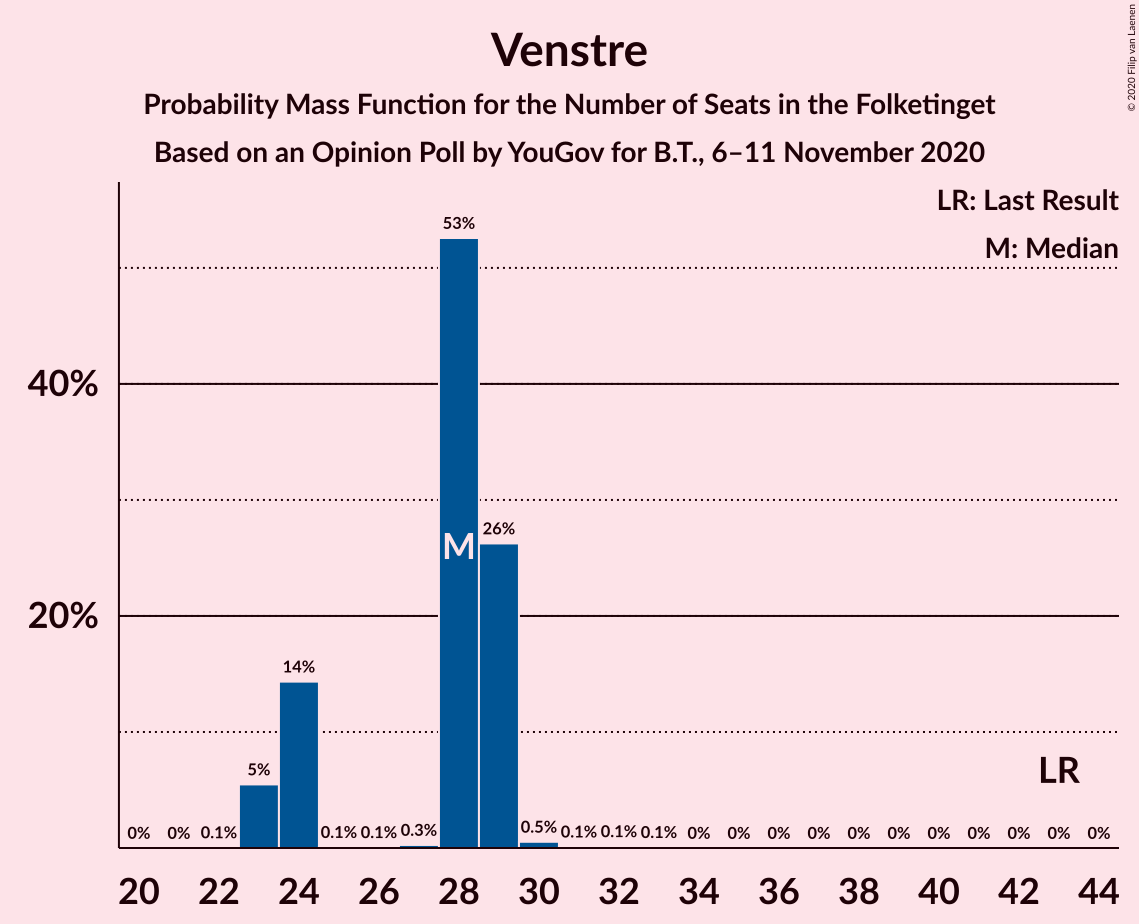 Venstre
Probability Mass Function for the Number of Seats in the Folketinget
Based on an Opinion Poll by YouGov for B.T., 6–11 November 2020
© 2020 Filip van Laenen
LR: Last Result
M: Median
53%
40%
M
26%
20%
14%
LR
5%
0% 0% 0.1% 0.1% 0.1% 0.3% 0.5% 0.1% 0.1% 0.1% 0% 0% 0% 0% 0% 0% 0% 0% 0% 0% 0%
20 22 24 26 28 30 32 34 36 38 40 42 44